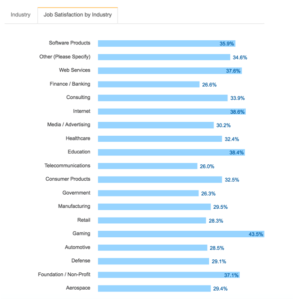 Industry
Job Satisfaction by Industry
Software Products 35.9%
Other (Please Specify) 34.6%
Web Services 37.6%
Finance / Banking 26.6%
Consulting 33.9%
Internet 38.6%
Media / Advertising 30.2%
Healthcare 32.4%
Education 38.4%
Telecommunications 26.0%
Consumer Products 32.5%
Government 26.3%
Manufacturing 29.5%
Retail 28.3%
Gaming 43.5%
Automotive 28.5%
Defense 29.1%
Foundation / Non-Profit 37.1%
Aerospace 29.4%